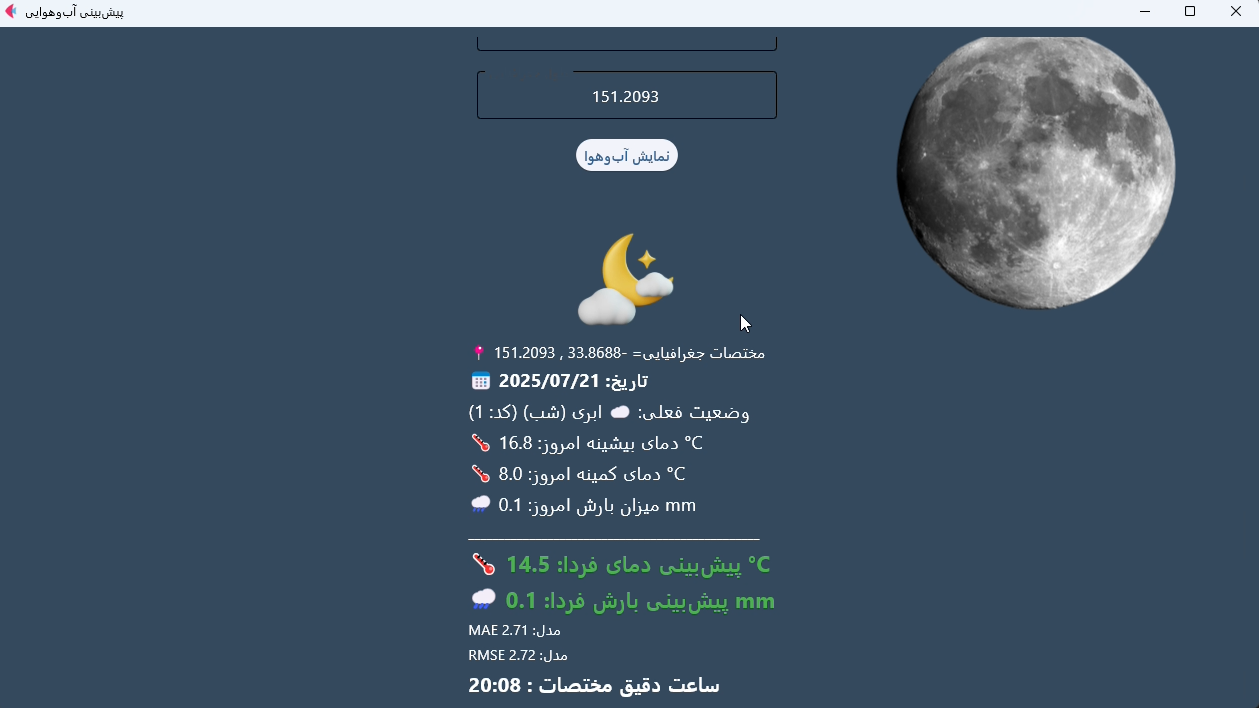 پیش‌بینی آب‌وهوایی
151.2093
نمایش آب‌وهوا
مختصات جغرافیایی= -33.8688 , 151.2093
تاریخ: 2025/07/21
وضعیت فعلی: ابری (شب) (کد: 1)
دمای بیشینه امروز: 16.8 °C
دمای کمینه امروز: 8.0 °C
میزان بارش امروز: 0.1 mm
پیش‌بینی دمای فردا: 14.5 °C
پیش‌بینی بارش فردا: 0.1 mm
MAE مدل: 2.71
RMSE مدل: 2.72
ساعت دقیق مختصات : 20:08